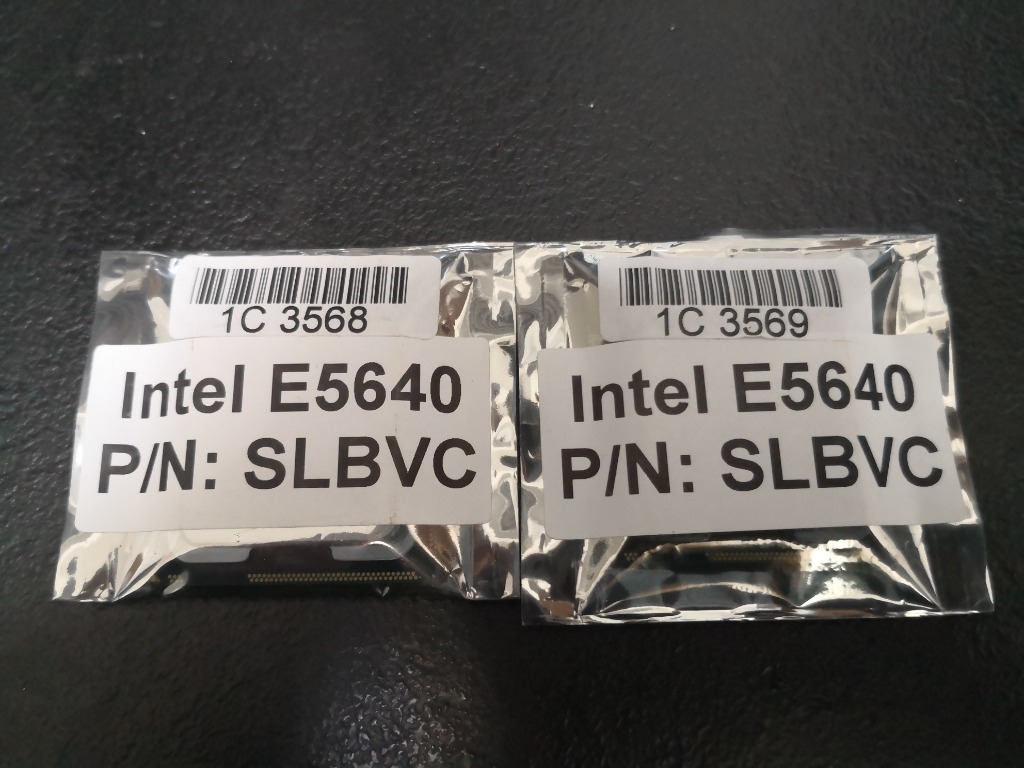 1C 3568
Intel E5640
P/N: SLBVC
1C 3569
Intel E5640
P/N: SLBVC